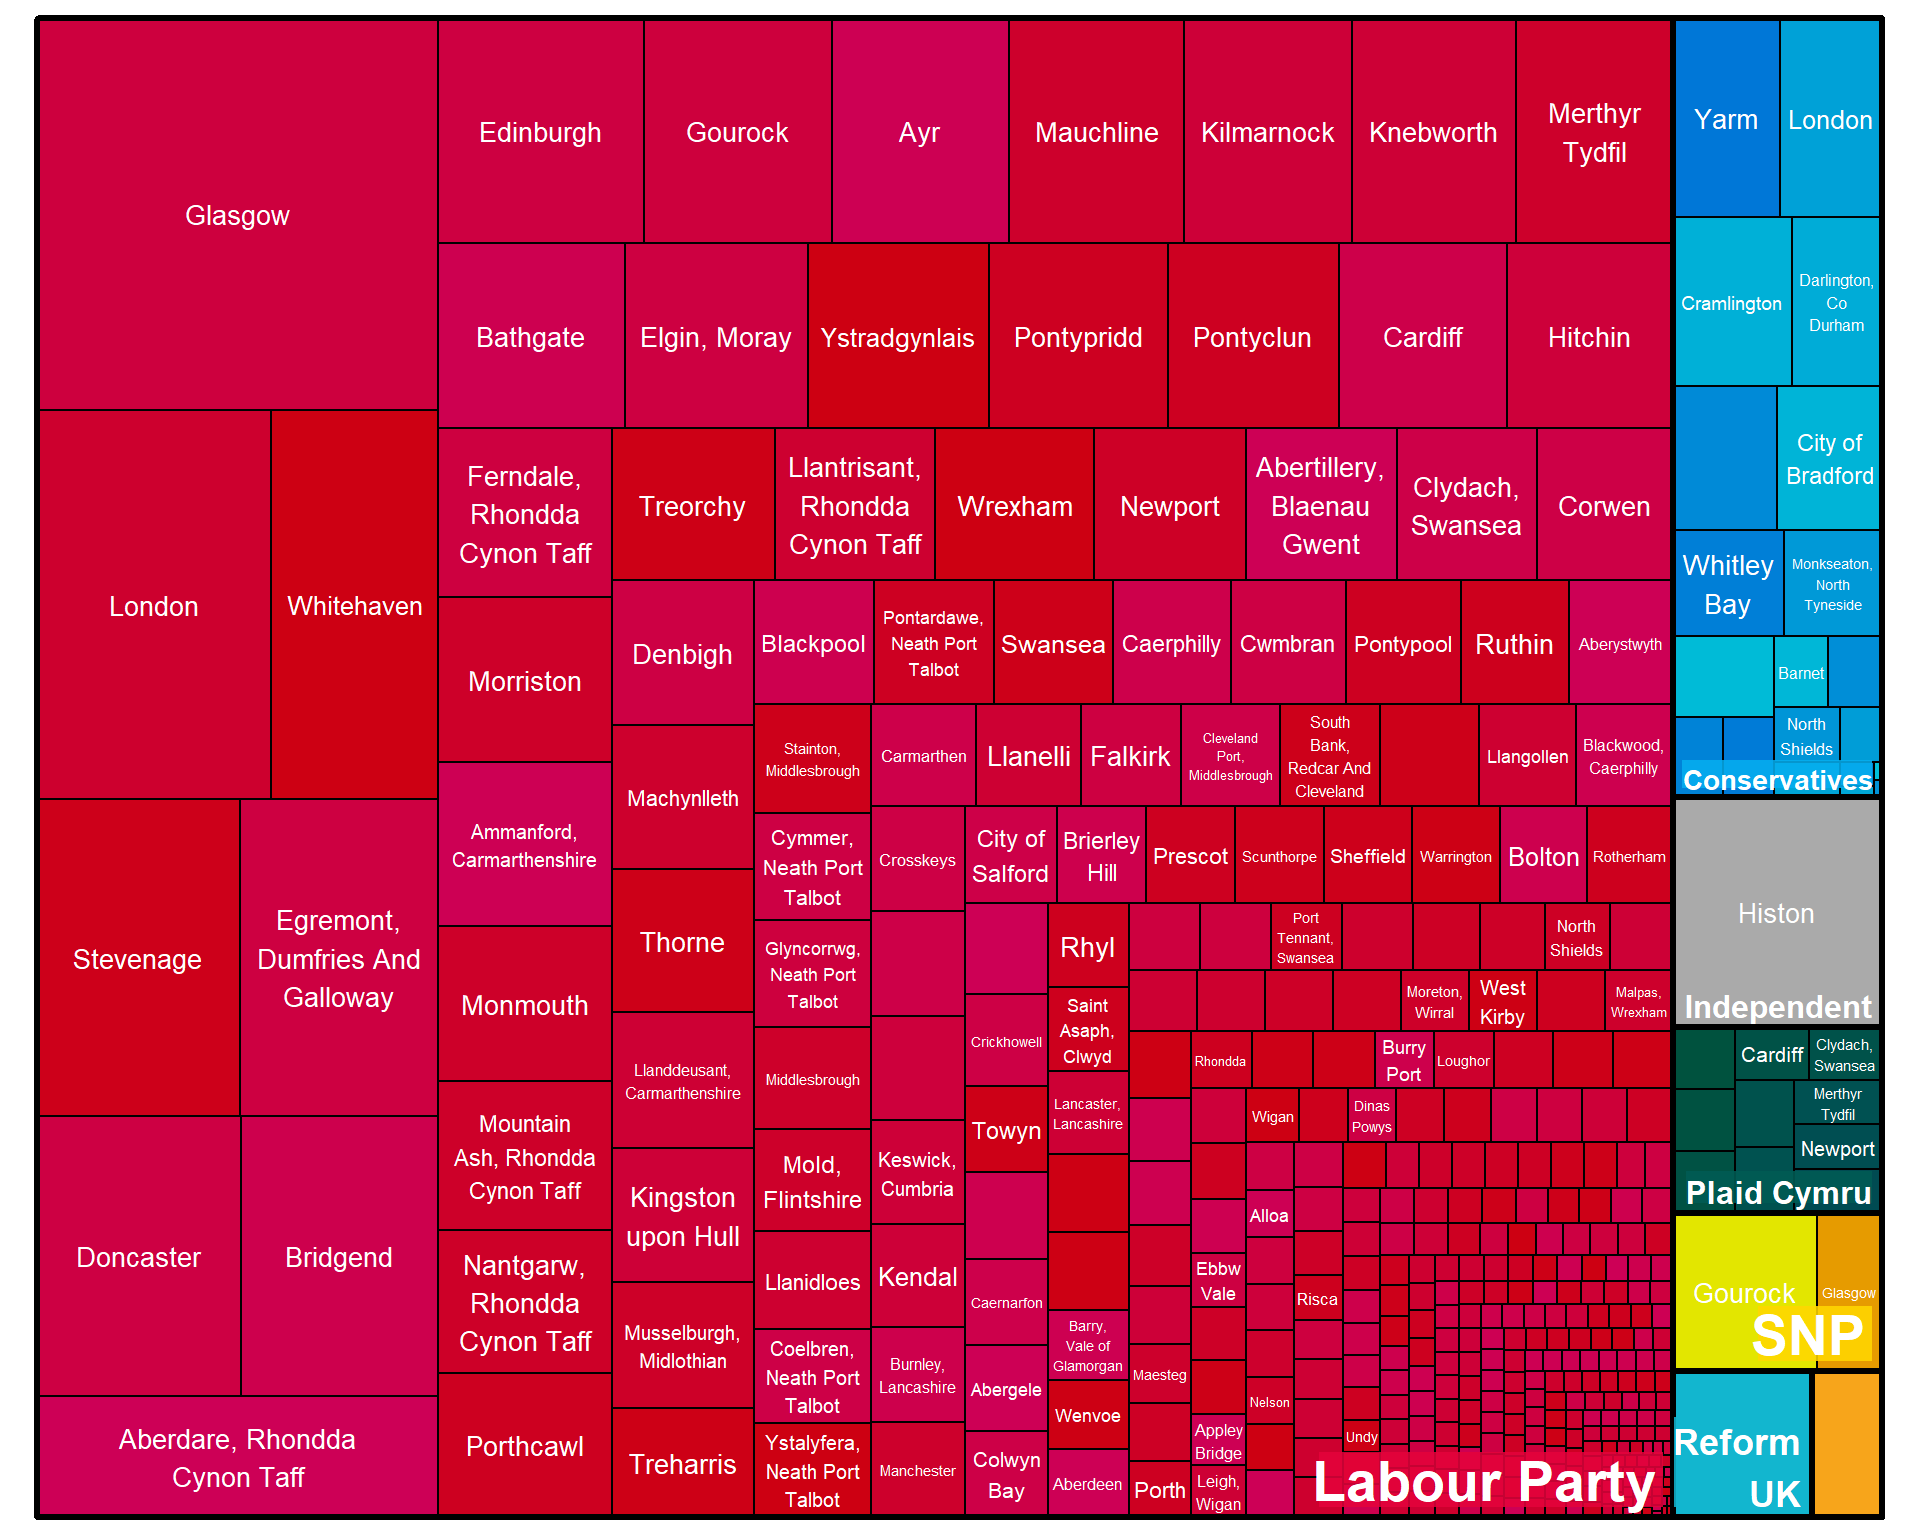 Glasgow
Edinburgh
Gourock
Ayr
Mauchline
Kilmarnock
Knebworth
Merthyr
Tydfil
Yarm
London
Bathgate
Elgin, Moray
Ystradgynlais
Pontypridd
Pontyclun
Cardiff
Hitchin
Cramlington
Darlington,
Co
Durham
London
Whitehaven
Ferndale,
Rhondda
Cynon Taff
Treorchy
Llantrisant,
Rhondda
Cynon Taff
Wrexham
Newport
Abertillery,
Blaenau
Gwent
Clydach,
Swansea
Corwen
City of
Bradford
Whitley
Bay
Monkseaton,
North
Tyneside
Morriston
Denbigh
Blackpool
Pontardawe,
Neath Port
Talbot
Swansea
Caerphilly
Cwmbran
Pontypool
Ruthin
Aberystwyth
Barnet
North
Shields
Conservatives
Machynlleth
Stainton,
Middlesbrough
Carmarthen
Llanelli
Falkirk
Cleveland
Port,
Middlesbrough
South
Bank,
Redcar And
Cleveland
Llangollen
Blackwood,
Caerphilly
Stevenage
Egremont,
Dumfries And
Galloway
Ammanford,
Carmarthenshire
Cymmer,
Neath Port
Talbot
Crosskeys
City of
Salford
Brierley
Hill
Prescot
Scunthorpe
Sheffield
Warrington
Bolton
Rotherham
Histon
Independent
Thorne
Glyncorrwg,
Neath Port
Talbot
Rhyl
Port
Tennant,
Swansea
North
Shields
Monmouth
Llanddeusant,
Carmarthenshire
Middlesbrough
Crickhowell
Saint
Asaph,
Clwyd
Moreton,
Wirral
West
Kirby
Malpas,
Wrexham
Rhondda
Burry
Port
Loughor
Cardiff
Clydach,
Swansea
Merthyr
Tydfil
Newport
Plaid Cymru
Mountain
Ash, Rhondda
Cynon Taff
Towyn
Lancaster,
Lancashire
Wigan
Dinas
Powys
Doncaster
Bridgend
Kingston
upon Hull
Mold,
Flintshire
Keswick,
Cumbria
Alloa
Nantgarw,
Rhondda
Cynon Taff
Llanidloes
Kendal
Caernarfon
Ebbw
Vale
Risca
Gourock
Glasgow
SNP
Musselburgh,
Midlothian
Coelbren,
Neath Port
Talbot
Burnley,
Lancashire
Abergele
Barry,
Vale of
Glamorgan
Maesteg
Nelson
Aberdare, Rhondda
Cynon Taff
Porthcawl
Treharris
Ystalyfera,
Neath Port
Talbot
Manchester
Colwyn
Bay
Wenvoe
Aberdeen
Porth
Appley
Bridge
Leigh,
Wigan
Undy
Labour Party
Reform
UK